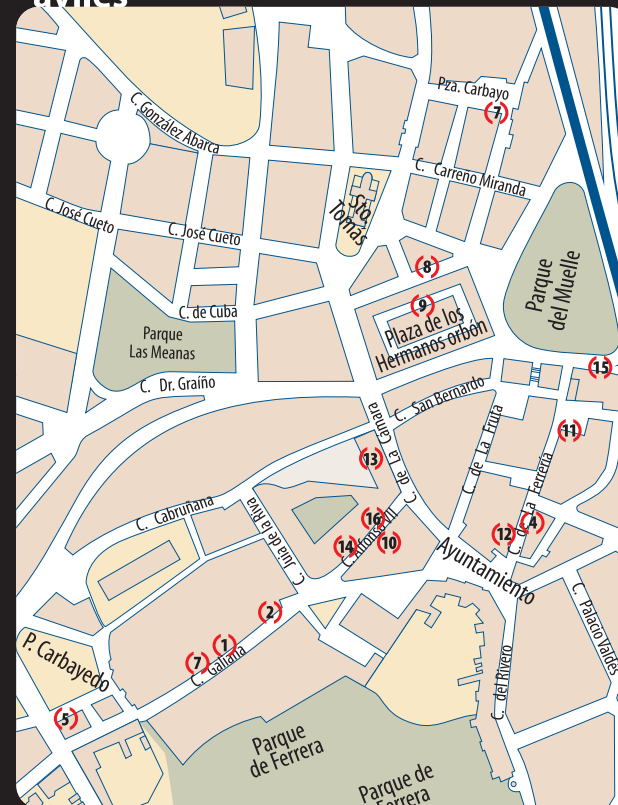 avilés
Pza. Carbayo
7
C. González Abarca
C. Carreño Miranda
Sto.
Tomás
C. José Cueto
C. José Cueto
8
Parque
del Muelle
9
Plaza de los
Hermanos orbón
C. de Cuba
Parque
Las Meanas
15
C. Dr. Graíño
C. San Bernardo
C. de La Cámara
C. de La Fruta
11
13
C. de La Ferrería
C. Cabruñana
C. Jula de la Riva
16
4
12
10
14
C. Alfonso VII
Ayuntamiento
C. Palacio Valdés
2
1
7
C. Galiana
P. Carbayedo
C. del Rivero
5
Parque
de Ferrera
Parque de
Ferrera